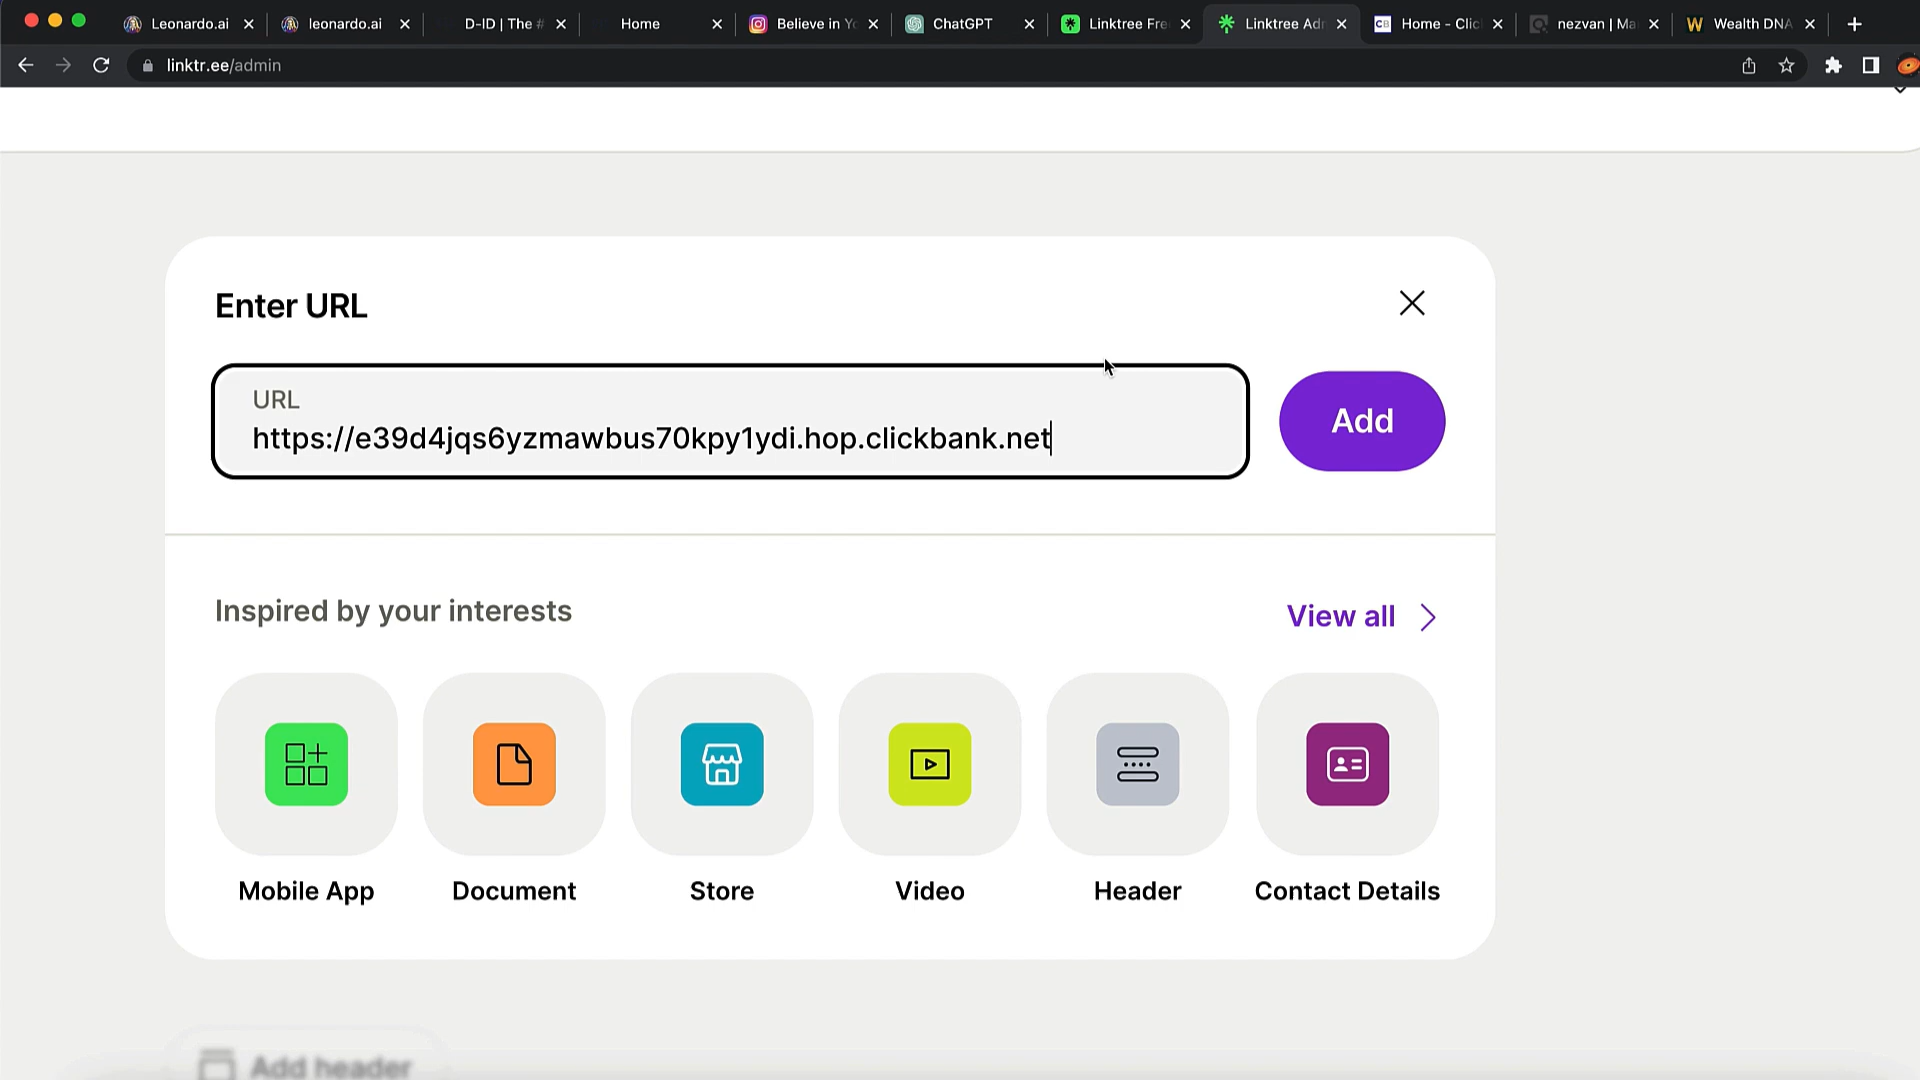 Leonardo.ai
leonardo.ai
D-ID | The #
Home
Believe in Yo
ChatGPT
Linktree Fre
Linktree Adn
Home - Clic
nezvan | Ma
Wealth DNA
linktr.ee/admin
Enter URL
URL
https://e39d4jqs6yzmawbus70kpy1ydi.hop.clickbank.net
Add
Inspired by your interests
View all
Mobile App
Document
Store
Video
Header
Contact Details
Add header